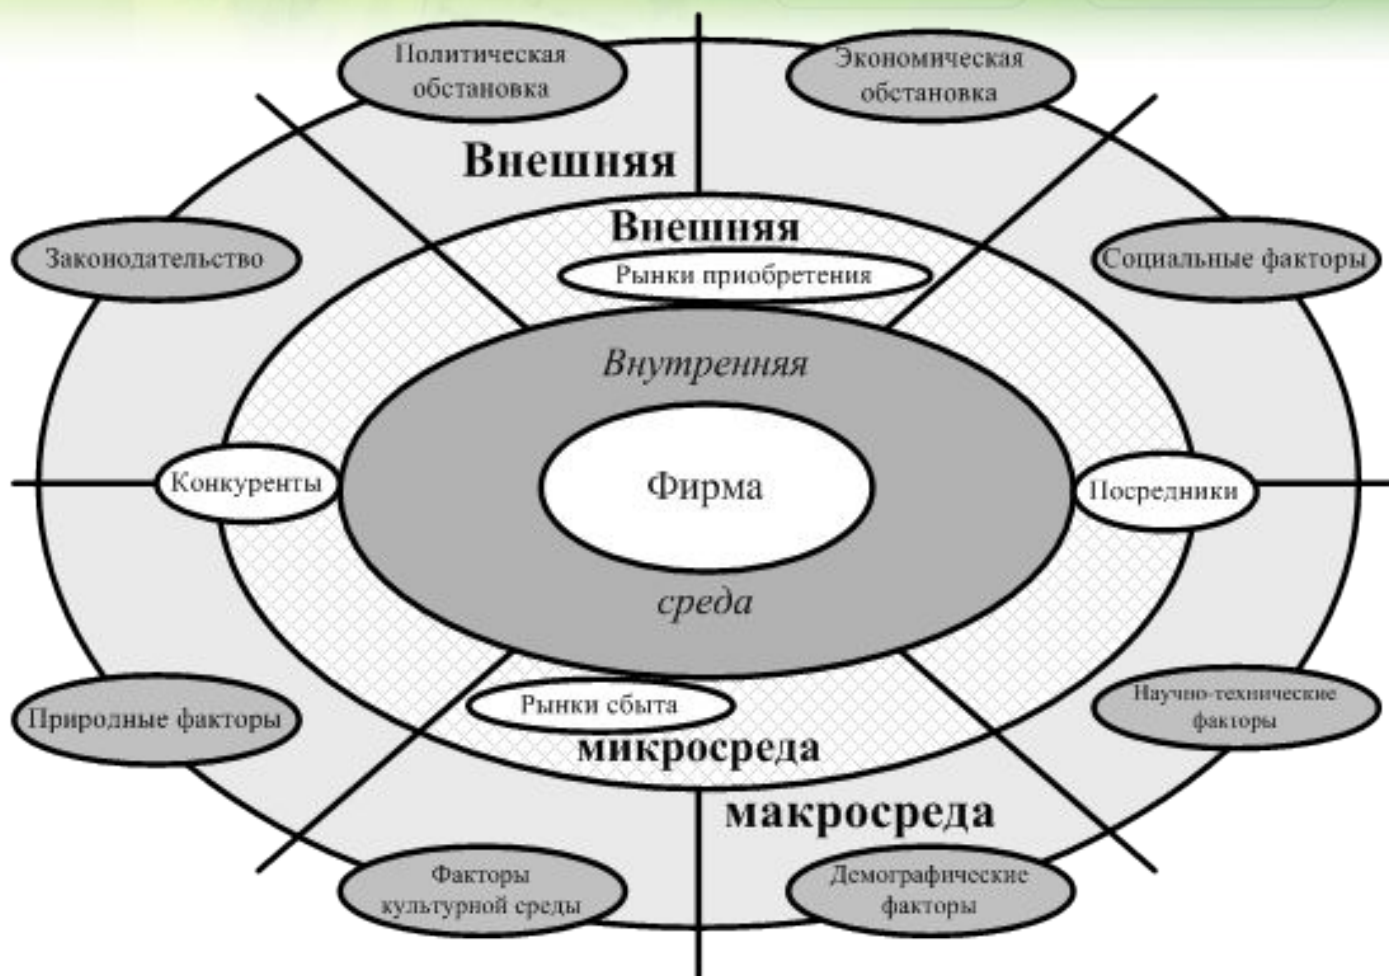 Политическая
обстановка
Экономическая
обстановка
Внешняя
Внешняя
Рынки приобретения
Законодательство
Социальные факторы
Внутренняя
Конкуренты
Фирма
Посредники
среда
Природные факторы
Рынки сбыта
Научно-технические
факторы
микросреда
макросреда
Факторы
культурной среды
Демографические
факторы